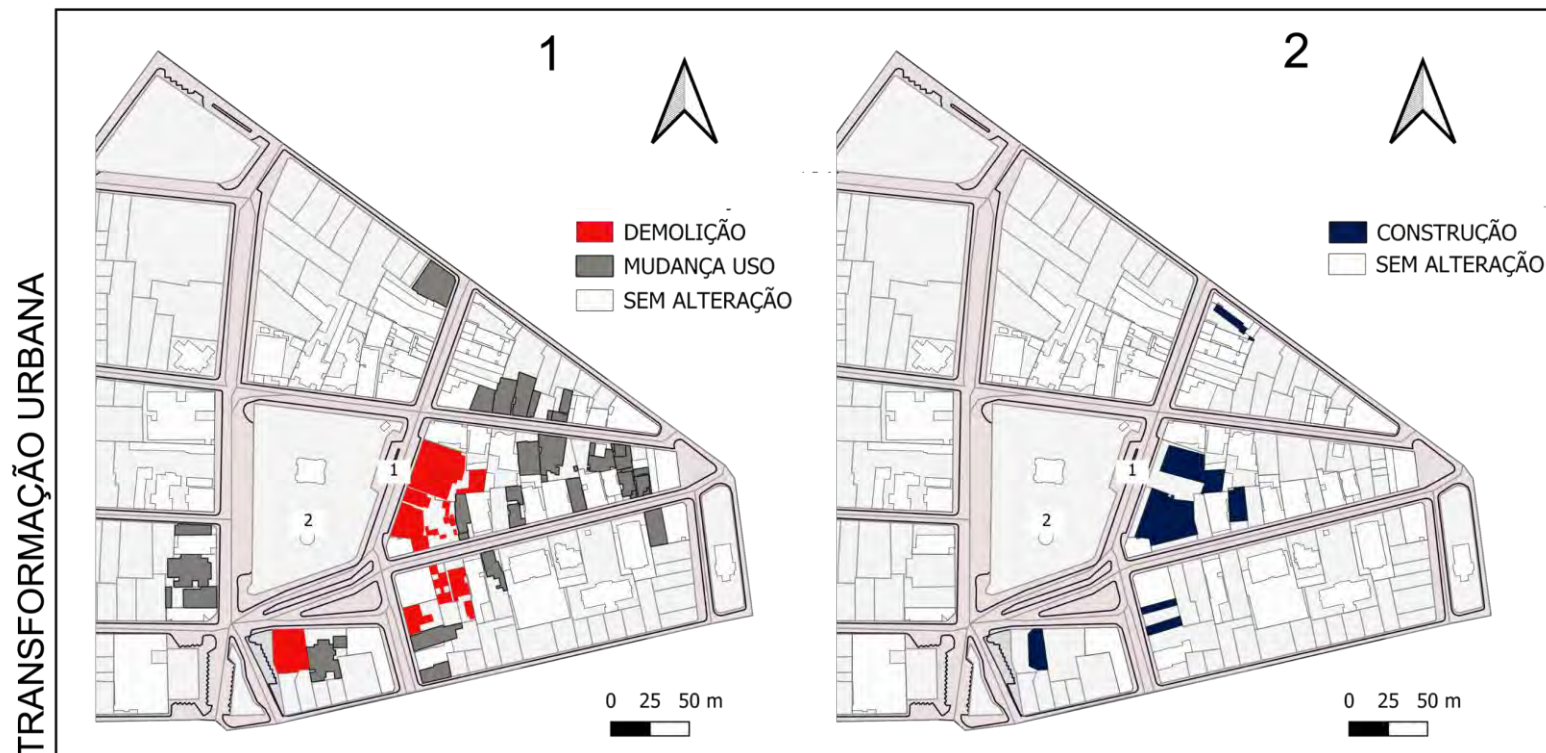 TRANSFORMAÇÃO URBANA
1
DEMOLIÇÃO
MUDANÇA USO
SEM ALTERAÇÃO
1
2
0 25 50 m
2
CONSTRUÇÃO
SEM ALTERAÇÃO
1
2
0 25 50 m